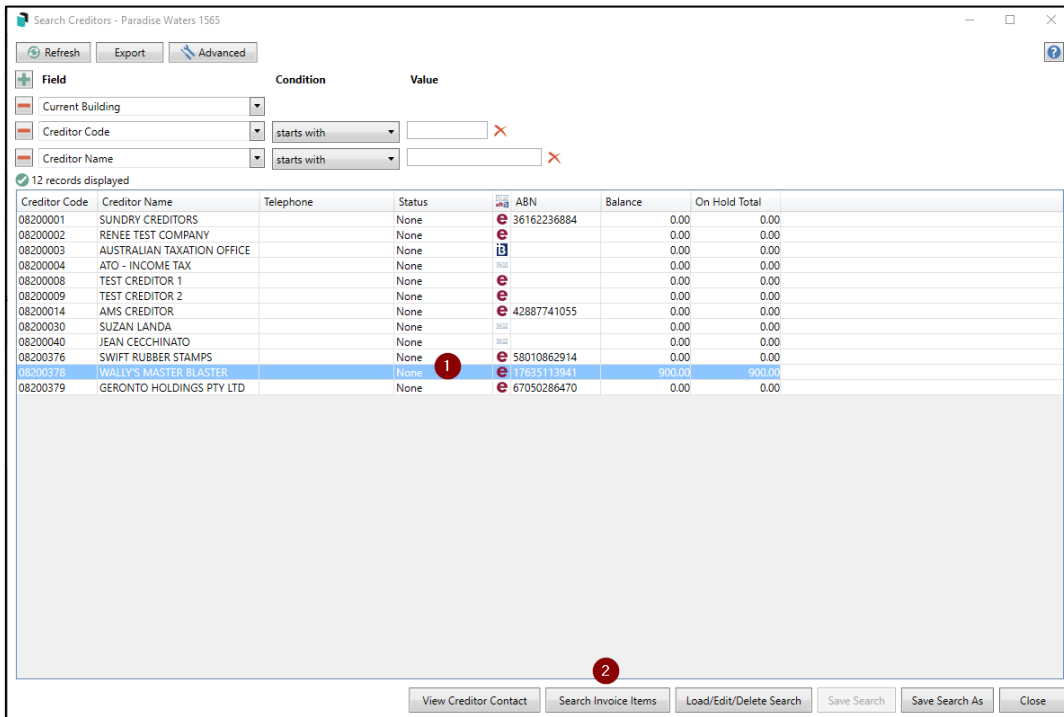 Search Creditors - Paradise Waters 1565
Refresh Export Advanced ?
Field Condition Value
Current Building
Creditor Code starts with
Creditor Name starts with
12 records displayed
Creditor Code Creditor Name Telephone Status ABN Balance On Hold Total
08200001 SUNDRY CREDITORS None e 36162236884 0.00 0.00
08200002 RENEE TEST COMPANY None e 0.00 0.00
08200003 AUSTRALIAN TAXATION OFFICE None B 0.00 0.00
08200004 ATO - INCOME TAX None 0.00 0.00
08200008 TEST CREDITOR 1 None e 0.00 0.00
08200009 TEST CREDITOR 2 None e 0.00 0.00
08200014 AMS CREDITOR None e 42887741055 0.00 0.00
08200030 SUZAN LANDA None 0.00 0.00
08200040 JEAN CECCHINATO None 0.00 0.00
08200376 SWIFT RUBBER STAMPS None e 58010862914 0.00 0.00
08200378 WALLY'S MASTER BLASTER None 1 e 17635113941 900.00 900.00
08200379 GERONTO HOLDINGS PTY LTD None e 67050286470 0.00 0.00
2
View Creditor Contact Search Invoice Items Load/Edit/Delete Search Save Search Save Search As Close